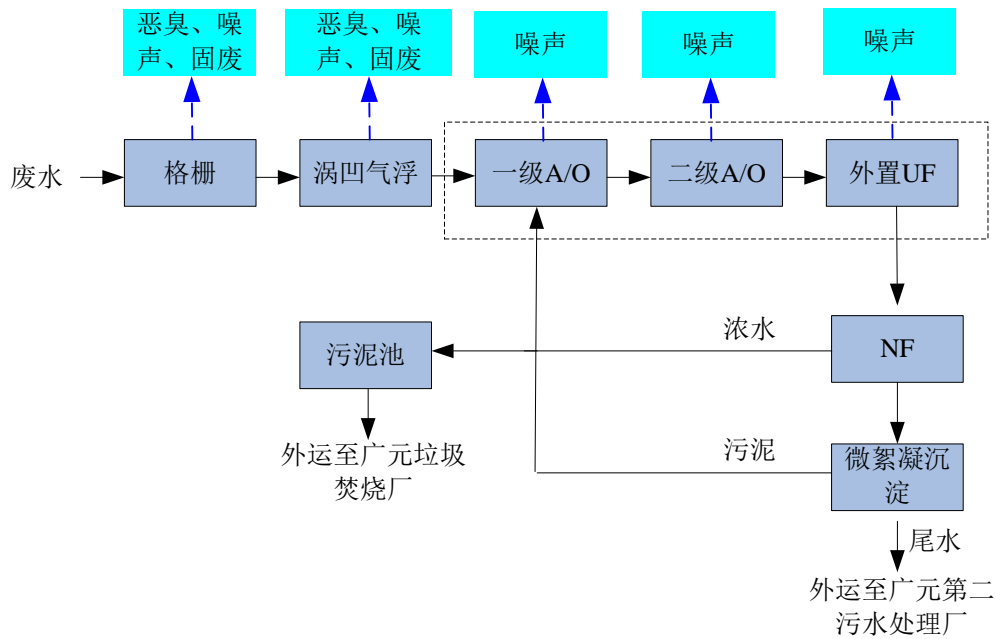 恶臭、噪
声、固废
恶臭、噪
声、固废
噪声
噪声
噪声
废水
格栅
涡凹气浮
一级A/O
二级A/O
外置UF
污泥池
浓水
NF
外运至广元垃圾
焚烧厂
污泥
微絮凝沉
淀
尾水
外运至广元第二
污水处理厂